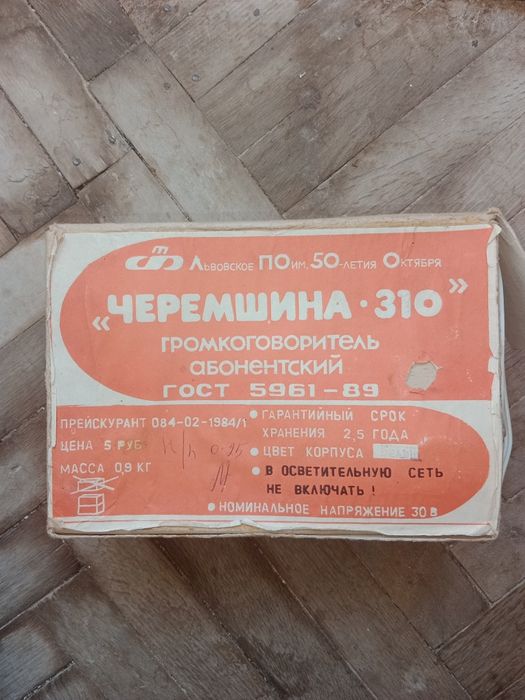 Львовское ПО им. 50-летия Октября
"ЧЕРЕМШИНА·310"
ГРОМКОГОВОРИТЕЛЬ
АБОНЕНТСКИЙ
ГОСТ 5961-89
ПРЕЙСКУРАНТ 084-02-1984/1
ЦЕНА 5 РУБ
МАССА 0,9 КГ
• ГАРАНТИЙНЫЙ СРОК
ХРАНЕНИЯ 2,5 ГОДА
• ЦВЕТ КОРПУСА
• В ОСВЕТИТЕЛЬНУЮ СЕТЬ
НЕ ВКЛЮЧАТЬ!
• НОМИНАЛЬНОЕ НАПРЯЖЕНИЕ 30 В